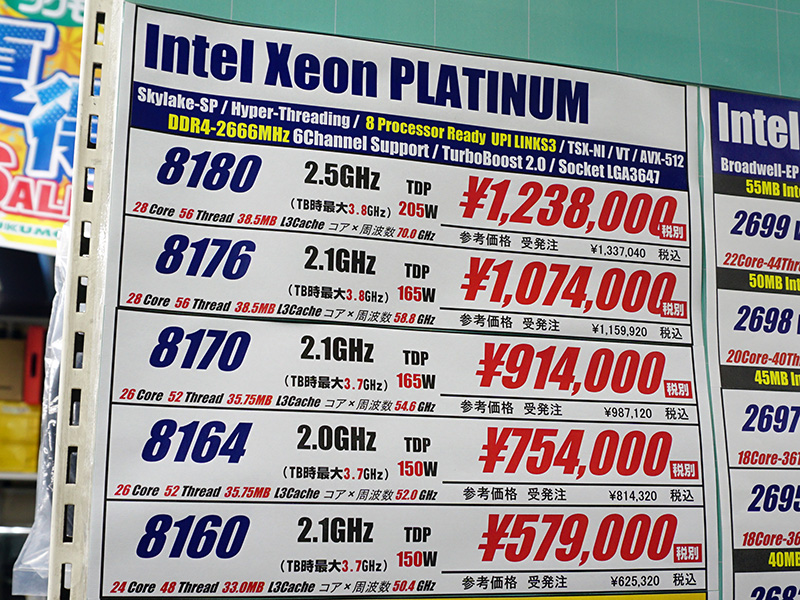 Intel Xeon PLATINUM
Skylake-SP / Hyper-Threading / 8 Processor Ready UPI LINKS3 / TSX-NI / VT / AVX-512
DDR4-2666MHz 6Channel Support / TurboBoost 2.0 / Socket LGA3647
8180 2.5GHz TDP ¥1,238,000 税別
(TB時最大3.8GHz) 205W
28 Core 56 Thread 38.5MB L3Cache コア×周波数 70.0 GHz 参考価格 受発注 ¥1,337,040 税込
8176 2.1GHz TDP ¥1,074,000 税別
(TB時最大3.8GHz) 165W
28 Core 56 Thread 38.5MB L3Cache コア×周波数 58.8 GHz 参考価格 受発注 ¥1,159,920 税込
8170 2.1GHz TDP ¥914,000 税別
(TB時最大3.7GHz) 165W
26 Core 52 Thread 35.75MB L3Cache コア×周波数 54.6 GHz 参考価格 受発注 ¥987,120 税込
8164 2.0GHz TDP ¥754,000 税別
(TB時最大3.7GHz) 150W
26 Core 52 Thread 35.75MB L3Cache コア×周波数 52.0 GHz 参考価格 受発注 ¥814,320 税込
8160 2.1GHz TDP ¥579,000 税別
(TB時最大3.7GHz) 150W
24 Core 48 Thread 33.0MB L3Cache コア×周波数 50.4 GHz 参考価格 受発注 ¥625,320 税込
Intel
Broadwell-EP
55MB
2699
22Core-44
50MB
2698
20Core-40
45MB
2697
18Core-36
2695
18Core-36
40MB